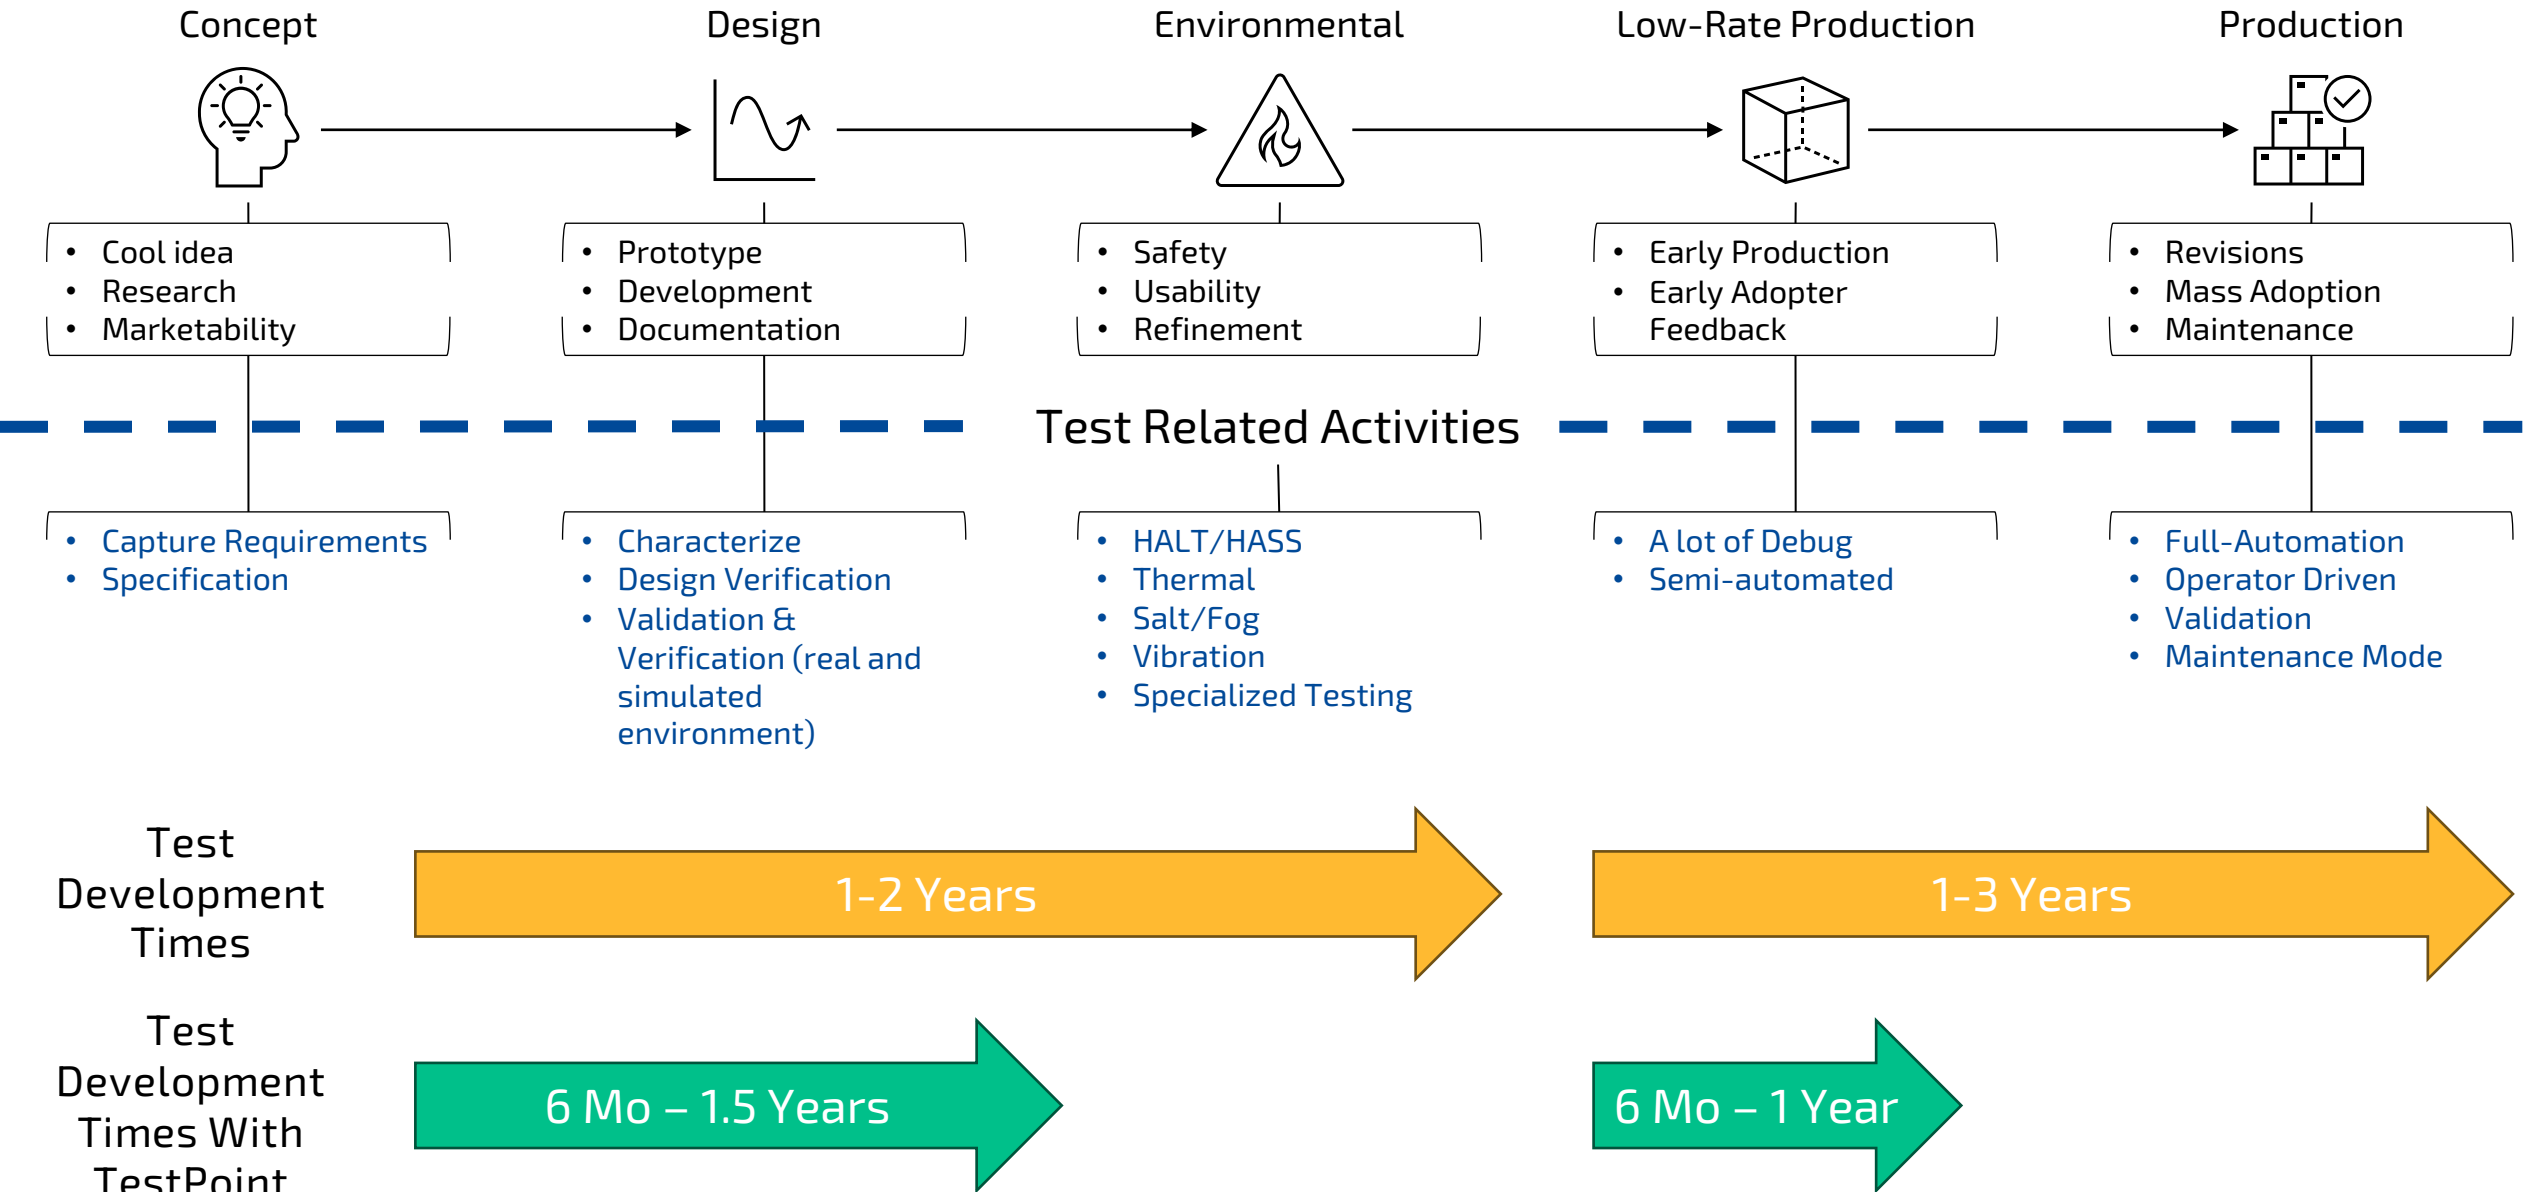 Concept
Design
Environmental
Low-Rate Production
Production
• Cool idea
• Research
• Marketability
• Prototype
• Development
• Documentation
• Safety
• Usability
• Refinement
• Early Production
• Early Adopter
Feedback
• Revisions
• Mass Adoption
• Maintenance
Test Related Activities
• Capture Requirements
• Specification
• Characterize
• Design Verification
• Validation &
Verification (real and
simulated
environment)
• HALT/HASS
• Thermal
• Salt/Fog
• Vibration
• Specialized Testing
• A lot of Debug
• Semi-automated
• Full-Automation
• Operator Driven
• Validation
• Maintenance Mode
Test
Development
Times
1-2 Years
1-3 Years
Test
Development
Times With
TestPoint
6 Mo – 1.5 Years
6 Mo – 1 Year